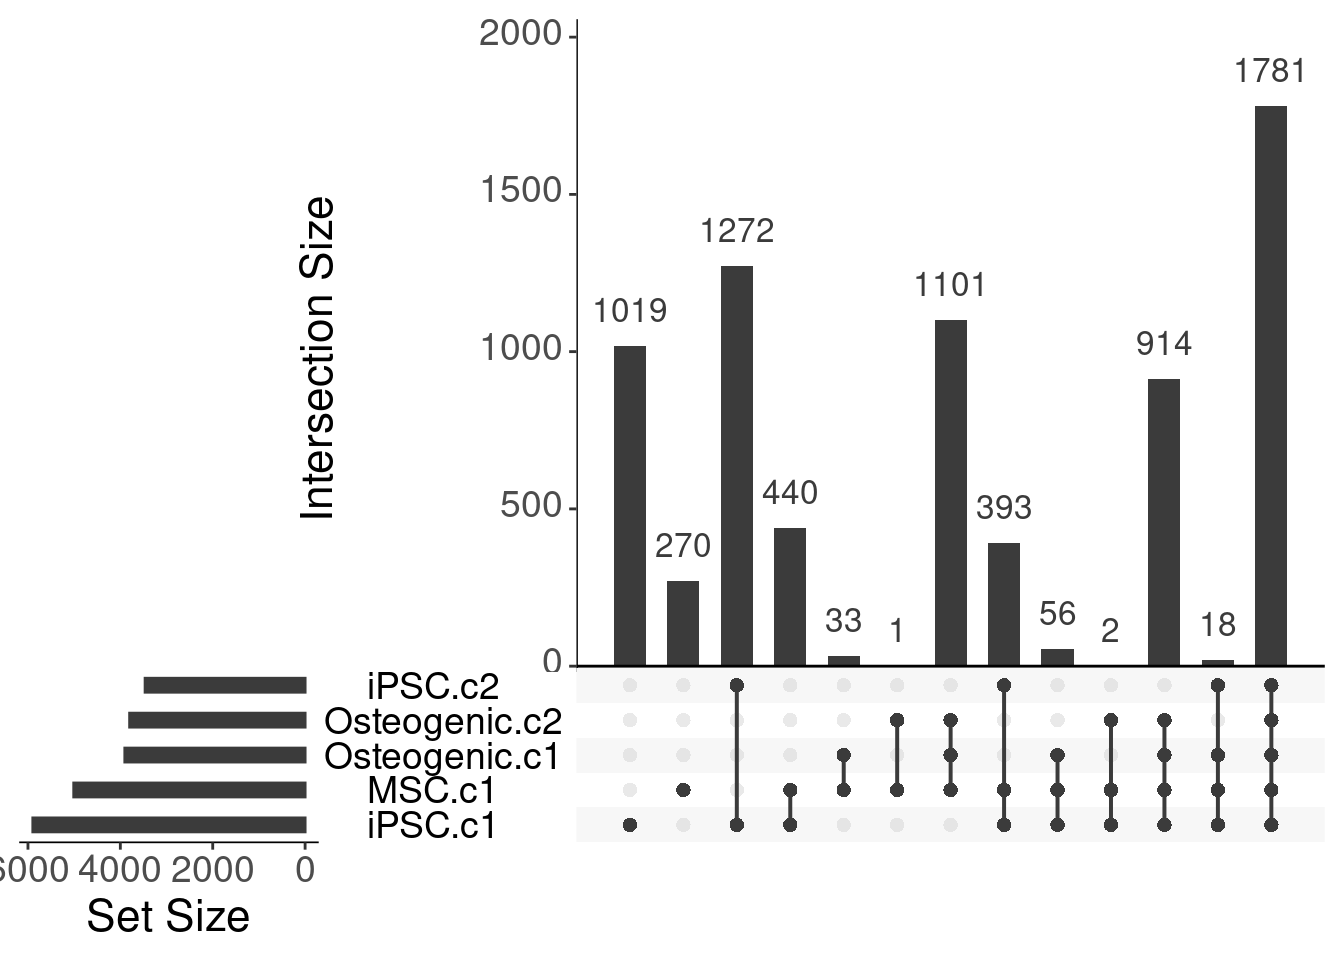 2000
1500
1000
500
0
Intersection Size
1019
270
1272
440
33
1
1101
393
56
2
914
18
1781
iPSC.c2
Osteogenic.c2
Osteogenic.c1
MSC.c1
iPSC.c1
6000 4000 2000 0
Set Size